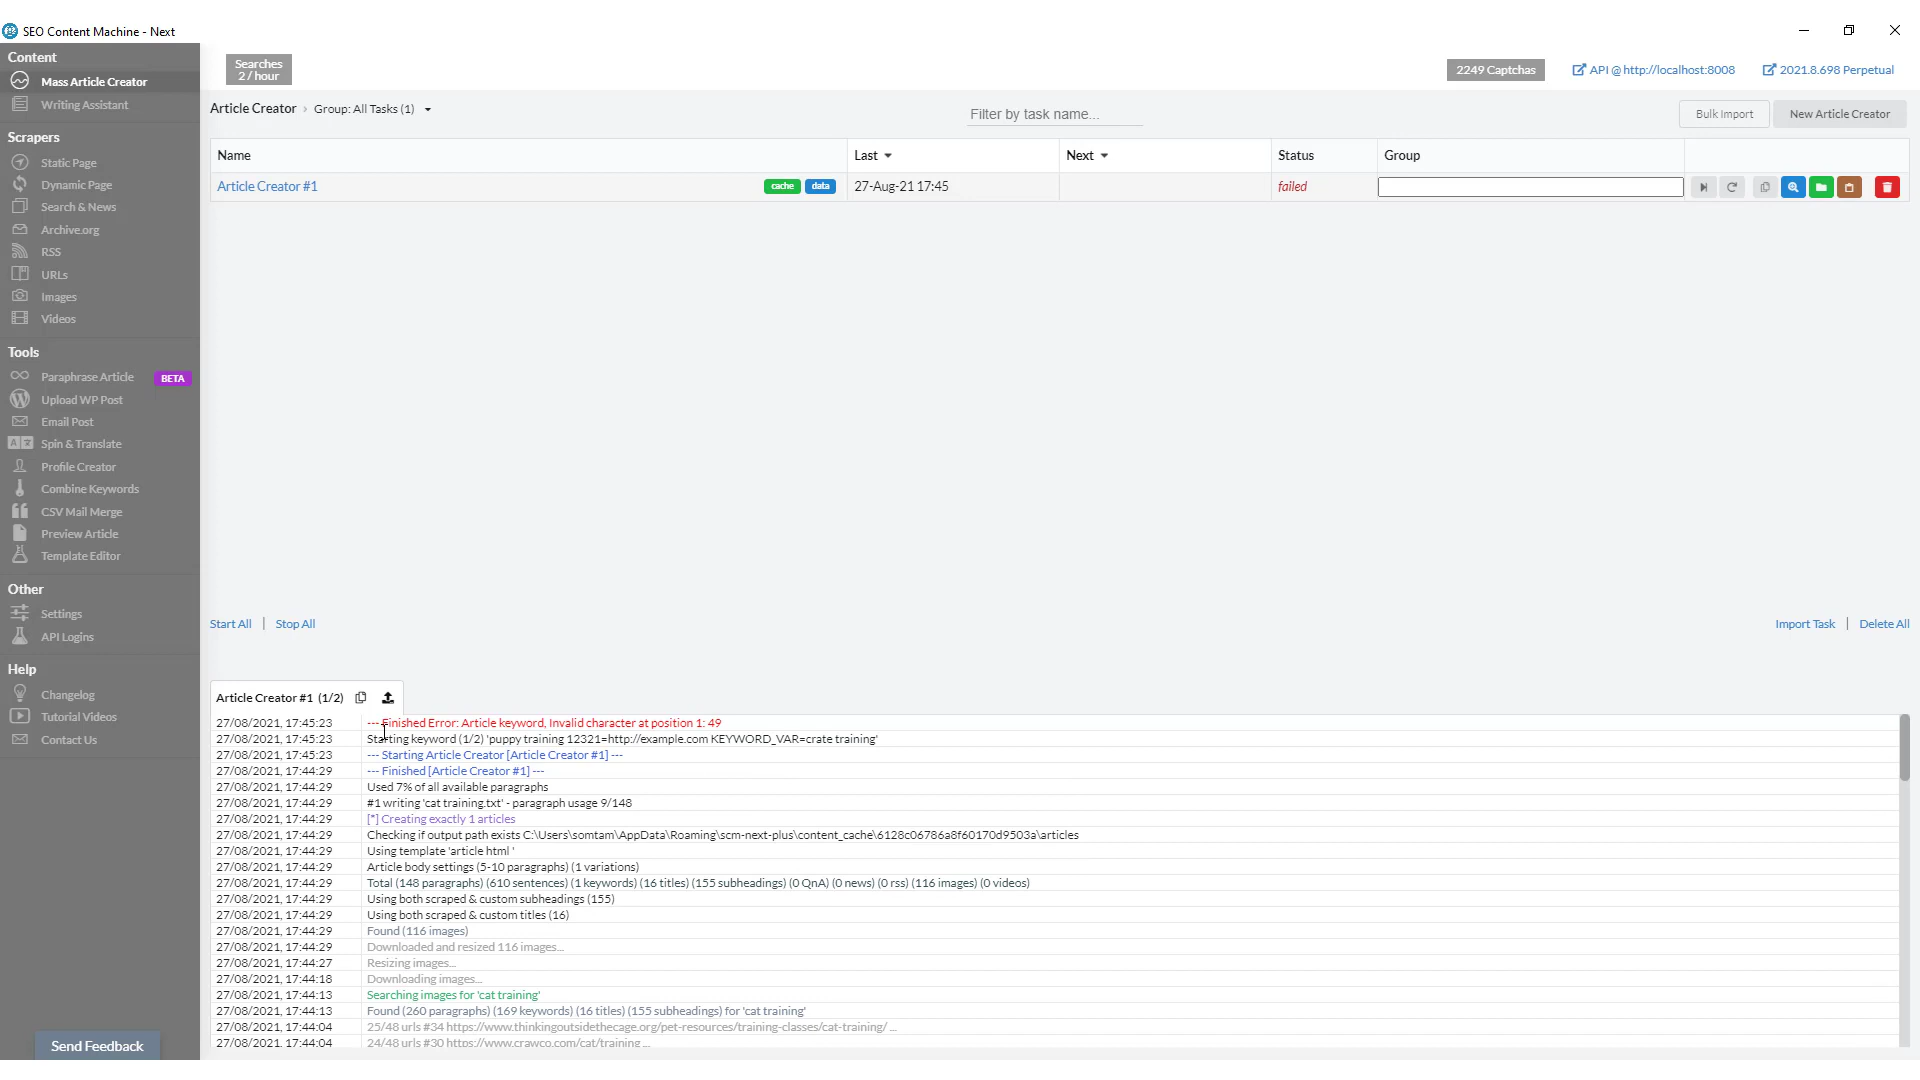 SEO Content Machine - Next
Content
Mass Article Creator
Writing Assistant
Scrapers
Static Page
Dynamic Page
Search & News
Archive.org
RSS
URLs
Images
Videos
Tools
Paraphrase Article BETA
Upload WP Post
Email Post
Spin & Translate
Profile Creator
Combine Keywords
CSV Mail Merge
Preview Article
Template Editor
Other
Settings
API Logins
Help
Changelog
Tutorial Videos
Contact Us
Send Feedback
Searches
2 / hour
2249 Captchas
API @ http://localhost:8008
2021.8.698 Perpetual
Article Creator › Group: All Tasks (1)
Filter by task name...
Bulk Import
New Article Creator
Name Last Next Status Group
Article Creator #1 cache data 27-Aug-21 17:45 failed
Start All | Stop All
Import Task | Delete All
Article Creator #1 (1/2)
27/08/2021, 17:45:23 --- Finished Error: Article keyword, Invalid character at position 1: 49
27/08/2021, 17:45:23 Starting keyword (1/2) 'puppy training 12321=http://example.com KEYWORD_VAR=crate training'
27/08/2021, 17:45:23 --- Starting Article Creator [Article Creator #1] ---
27/08/2021, 17:44:29 --- Finished [Article Creator #1] ---
27/08/2021, 17:44:29 Used 7% of all available paragraphs
27/08/2021, 17:44:29 #1 writing 'cat training.txt' - paragraph usage 9/148
27/08/2021, 17:44:29 [*] Creating exactly 1 articles
27/08/2021, 17:44:29 Checking if output path exists C:\Users\somtam\AppData\Roaming\scm-next-plus\content_cache\6128c06786a8f60170d9503a\articles
27/08/2021, 17:44:29 Using template 'article html '
27/08/2021, 17:44:29 Article body settings (5-10 paragraphs) (1 variations)
27/08/2021, 17:44:29 Total (148 paragraphs) (610 sentences) (1 keywords) (16 titles) (155 subheadings) (0 QnA) (0 news) (0 rss) (116 images) (0 videos)
27/08/2021, 17:44:29 Using both scraped & custom subheadings (155)
27/08/2021, 17:44:29 Using both scraped & custom titles (16)
27/08/2021, 17:44:29 Found (116 images)
27/08/2021, 17:44:29 Downloaded and resized 116 images...
27/08/2021, 17:44:27 Resizing images...
27/08/2021, 17:44:18 Downloading images...
27/08/2021, 17:44:13 Searching images for 'cat training'
27/08/2021, 17:44:13 Found (260 paragraphs) (169 keywords) (16 titles) (155 subheadings) for 'cat training'
27/08/2021, 17:44:04 25/48 urls #34 https://www.thinkingoutsidethecage.org/pet-resources/training-classes/cat-training/ ...
27/08/2021, 17:44:04 24/48 urls #30 https://www.crawco.com/cat/training ...